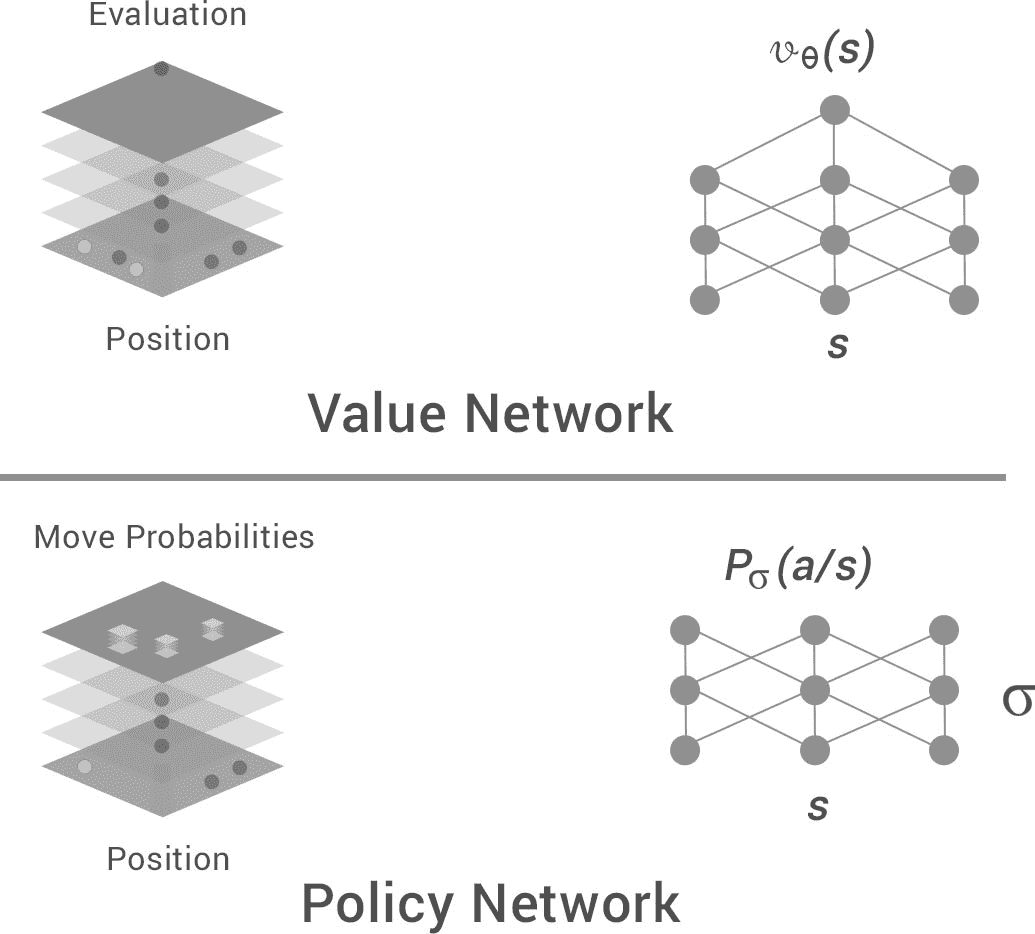 Evaluation
𝓋θ(s)
Position
s
Value Network
Move Probabilities
Pσ(a/s)
σ
s
Position
Policy Network